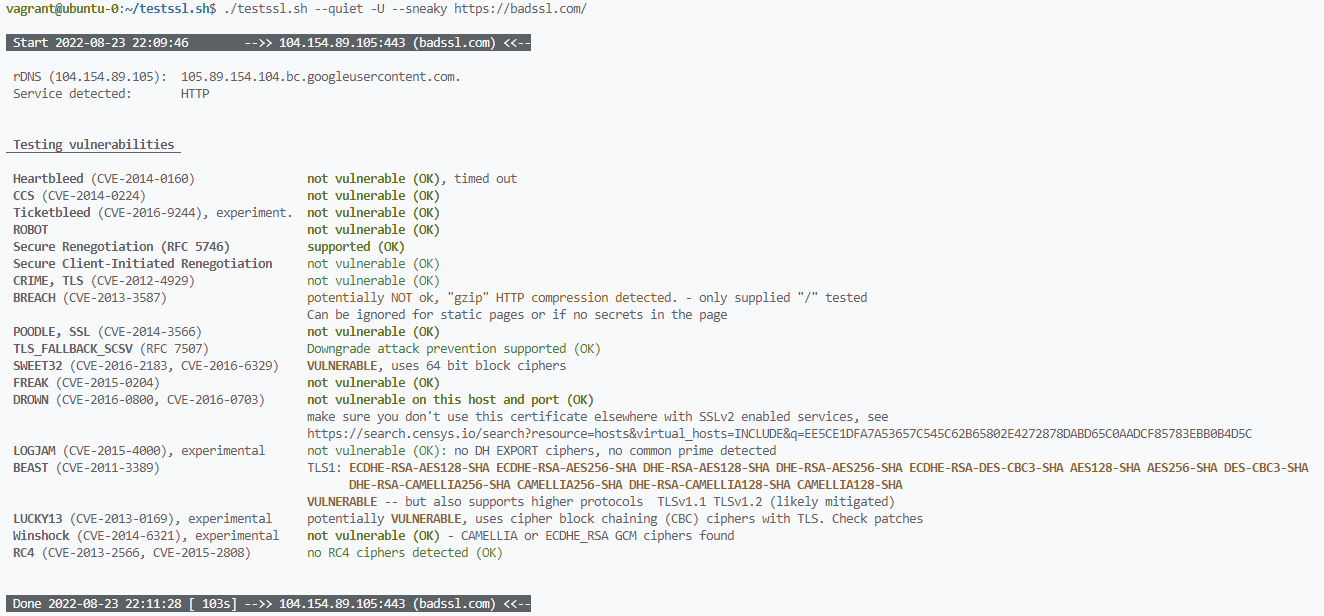 vagrant@ubuntu-0:~/testssl.sh$ ./testssl.sh --quiet -U --sneaky https://badssl.com/
Start 2022-08-23 22:09:46 -->> 104.154.89.105:443 (badssl.com) <<--
rDNS (104.154.89.105): 105.89.154.104.bc.googleusercontent.com.
Service detected: HTTP
Testing vulnerabilities
Heartbleed (CVE-2014-0160) not vulnerable (OK), timed out
CCS (CVE-2014-0224) not vulnerable (OK)
Ticketbleed (CVE-2016-9244), experiment. not vulnerable (OK)
ROBOT not vulnerable (OK)
Secure Renegotiation (RFC 5746) supported (OK)
Secure Client-Initiated Renegotiation not vulnerable (OK)
CRIME, TLS (CVE-2012-4929) not vulnerable (OK)
BREACH (CVE-2013-3587) potentially NOT ok, "gzip" HTTP compression detected. - only supplied "/" tested
Can be ignored for static pages or if no secrets in the page
POODLE, SSL (CVE-2014-3566) not vulnerable (OK)
TLS_FALLBACK_SCSV (RFC 7507) Downgrade attack prevention supported (OK)
SWEET32 (CVE-2016-2183, CVE-2016-6329) VULNERABLE, uses 64 bit block ciphers
FREAK (CVE-2015-0204) not vulnerable (OK)
DROWN (CVE-2016-0800, CVE-2016-0703) not vulnerable on this host and port (OK)
make sure you don't use this certificate elsewhere with SSLv2 enabled services, see
https://search.censys.io/search?resource=hosts&virtual_hosts=INCLUDE&q=EE5CE1DFA7A53657C545C62B65802E4272878DABD65C0AADCF85783EBB0B4D5C
LOGJAM (CVE-2015-4000), experimental not vulnerable (OK): no DH EXPORT ciphers, no common prime detected
BEAST (CVE-2011-3389) TLS1: ECDHE-RSA-AES128-SHA ECDHE-RSA-AES256-SHA DHE-RSA-AES128-SHA DHE-RSA-AES256-SHA ECDHE-RSA-DES-CBC3-SHA AES128-SHA AES256-SHA DES-CBC3-SHA
DHE-RSA-CAMELLIA256-SHA CAMELLIA256-SHA DHE-RSA-CAMELLIA128-SHA CAMELLIA128-SHA
VULNERABLE -- but also supports higher protocols TLSv1.1 TLSv1.2 (likely mitigated)
LUCKY13 (CVE-2013-0169), experimental potentially VULNERABLE, uses cipher block chaining (CBC) ciphers with TLS. Check patches
Winshock (CVE-2014-6321), experimental not vulnerable (OK) - CAMELLIA or ECDHE_RSA GCM ciphers found
RC4 (CVE-2013-2566, CVE-2015-2808) no RC4 ciphers detected (OK)
Done 2022-08-23 22:11:28 [ 103s] -->> 104.154.89.105:443 (badssl.com) <<--